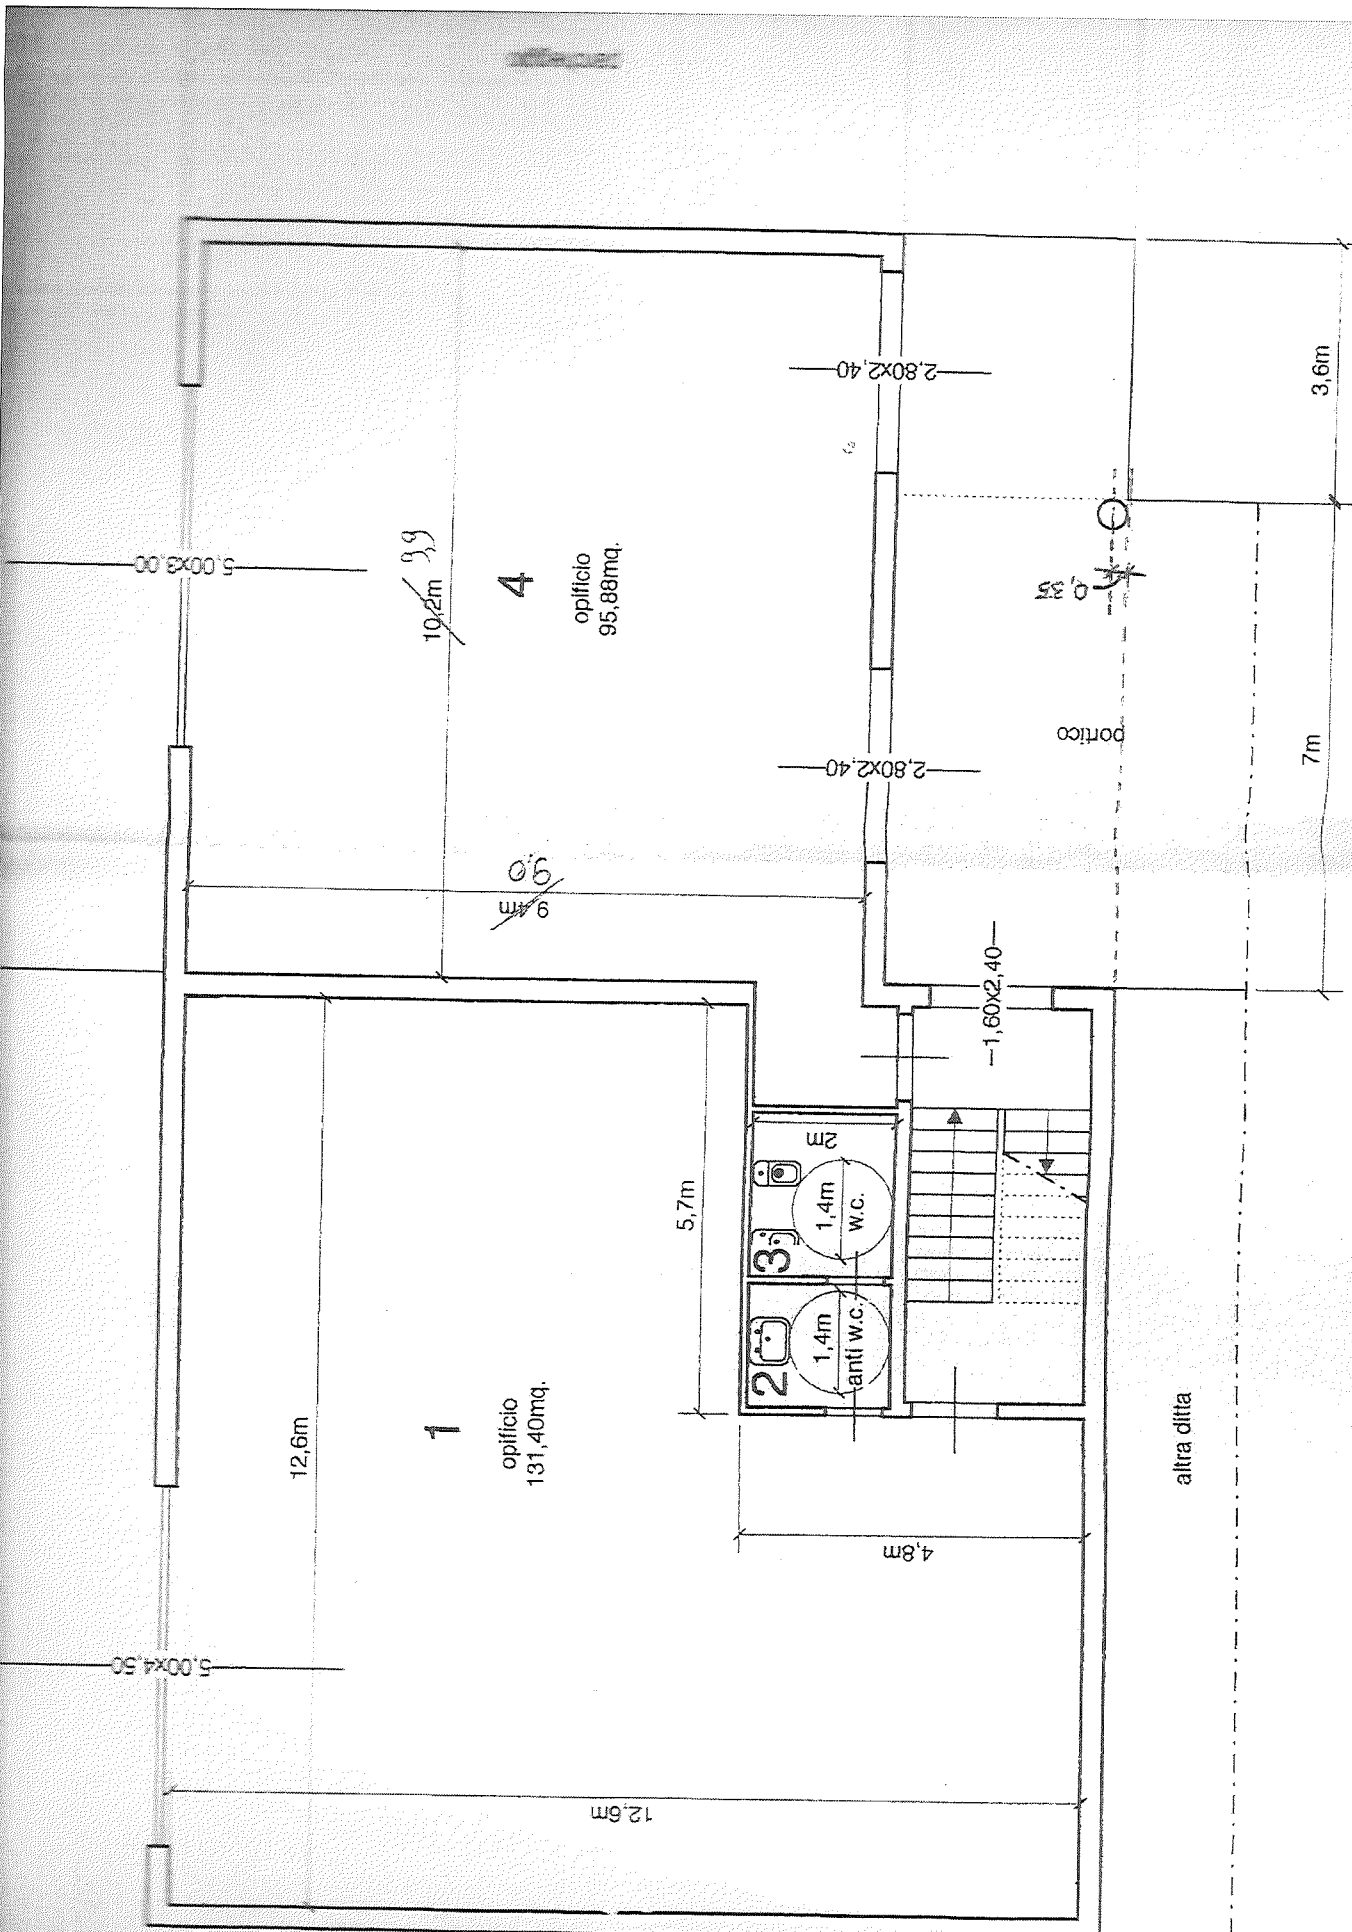 5,00x3,00
10,2m 9,9
4
opificio
95,88mq.
2,80x2,40
3,6m
0,35
portico
7m
2,80x2,40
9,4m 9,0
1,60x2,40
12,6m
1
opificio
131,40mq.
5,7m
2m
3
1,4m
w.c.
2
1,4m
anti w.c.
4,8m
altra ditta
5,00x4,50
12,6m